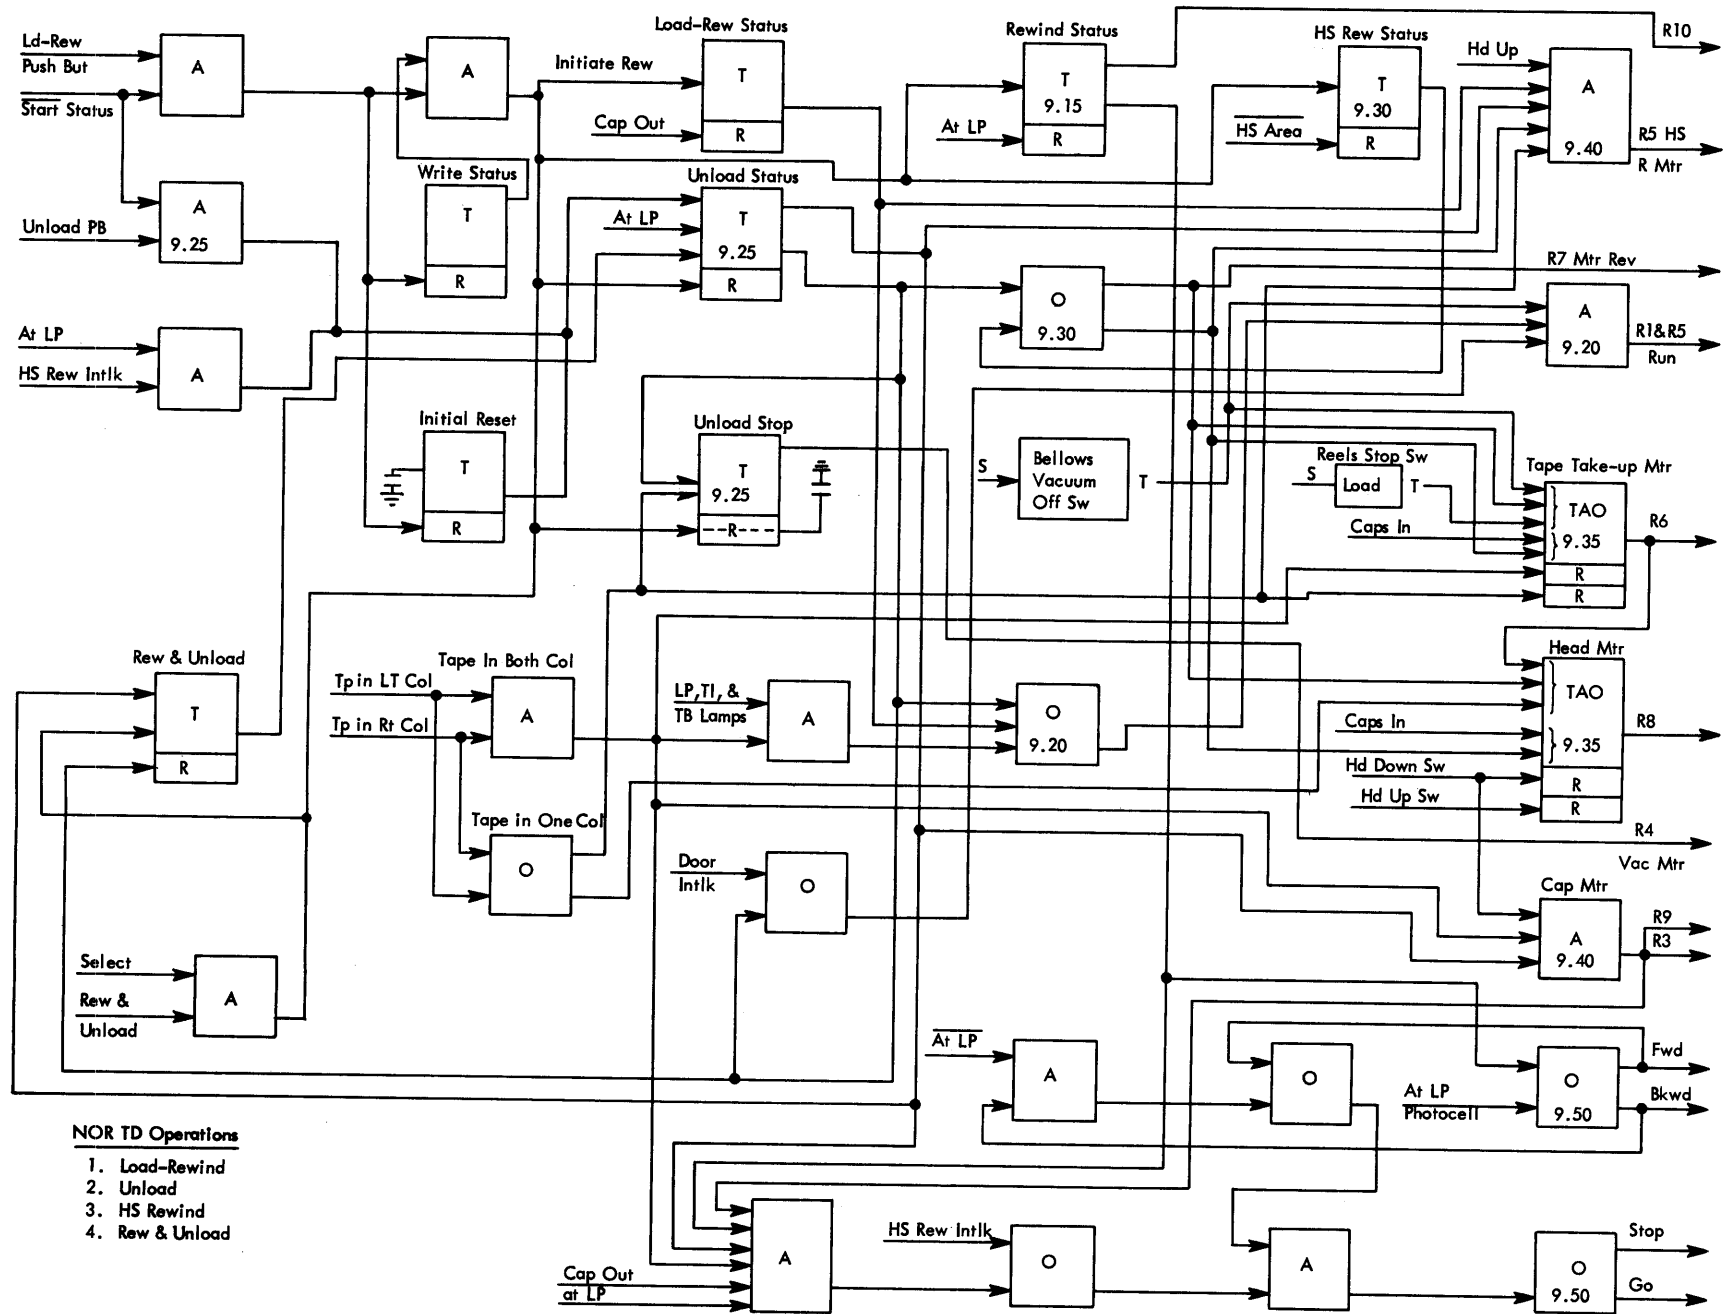 Load-Rew Status
Rewind Status
HS Rew Status
R10
Ld-Rew
Push But
A
A
Initiate Rew
T
T
9.15
T
9.30
Hd Up
A
9.40
Start Status
Cap Out
R
At LP
R
HS Area
R
R5 HS
R Mtr
Write Status
Unload Status
A
9.25
T
R
At LP
T
9.25
R
Unload PB
O
9.30
R7 Mtr Rev
A
9.20
R1&R5
Run
At LP
HS Rew Intlk
A
Initial Reset
T
R
Unload Stop
T
9.25
--R---
S
Bellows
Vacuum
Off Sw
T
Reels Stop Sw
S
Load
T
Tape Take-up Mtr
TAO
9.35
R
R
Caps In
R6
Rew & Unload
T
R
Tape In Both Col
Tp in LT Col
Tp in Rt Col
A
LP,TI, &
TB Lamps
A
O
9.20
Head Mtr
TAO
9.35
R
R
Caps In
Hd Down Sw
Hd Up Sw
R8
R4
Vac Mtr
Tape in One Col
O
Door
Intlk
O
Cap Mtr
A
9.40
R9
R3
Select
Rew &
Unload
A
At LP
A
O
At LP
Photocell
O
9.50
Fwd
Bkwd
NOR TD Operations
1. Load-Rewind
2. Unload
3. HS Rewind
4. Rew & Unload
Cap Out
at LP
A
HS Rew Intlk
O
A
O
9.50
Stop
Go